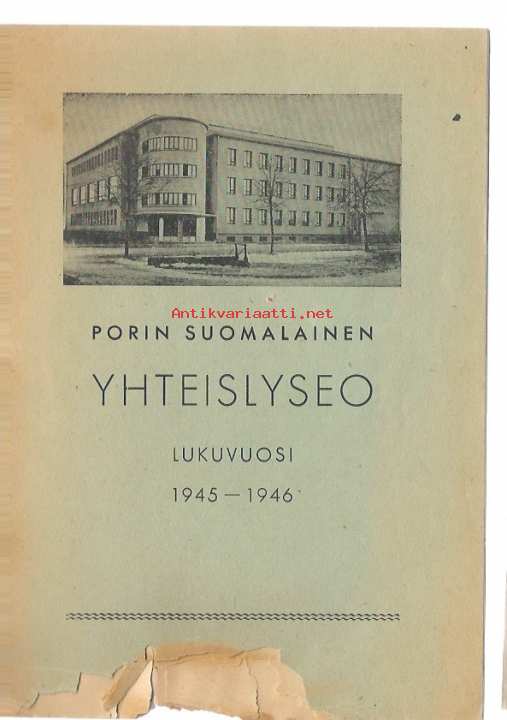 Antikvariaatti.net
PORIN SUOMALAINEN
YHTEISLYSEO
LUKUVUOSI
1945—1946